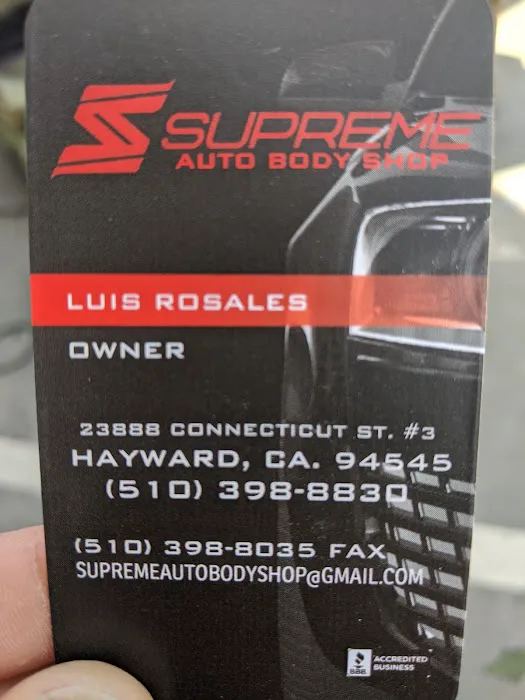 SUPREME
AUTO BODY SHOP
LUIS ROSALES
OWNER
23888 CONNECTICUT ST. #3
HAYWARD, CA. 94545
(510) 398-8830
(510) 398-8035 FAX
SUPREMEAUTOBODYSHOP@GMAIL.COM
BBB ACCREDITED
BUSINESS